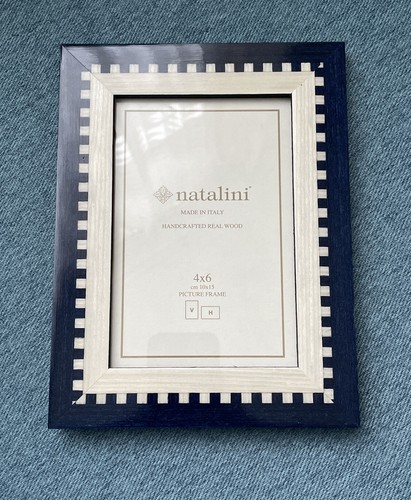 natalini®
MADE IN ITALY
HANDCRAFTED REAL WOOD
4x6
cm 10x15
PICTURE FRAME
V H